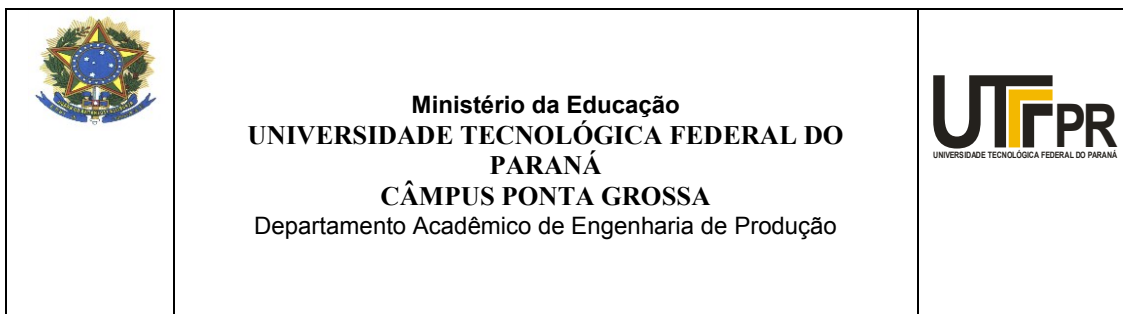 Ministério da Educação
UNIVERSIDADE TECNOLÓGICA FEDERAL DO
PARANÁ
CÂMPUS PONTA GROSSA
Departamento Acadêmico de Engenharia de Produção
UTFPR
UNIVERSIDADE TECNOLÓGICA FEDERAL DO PARANÁ